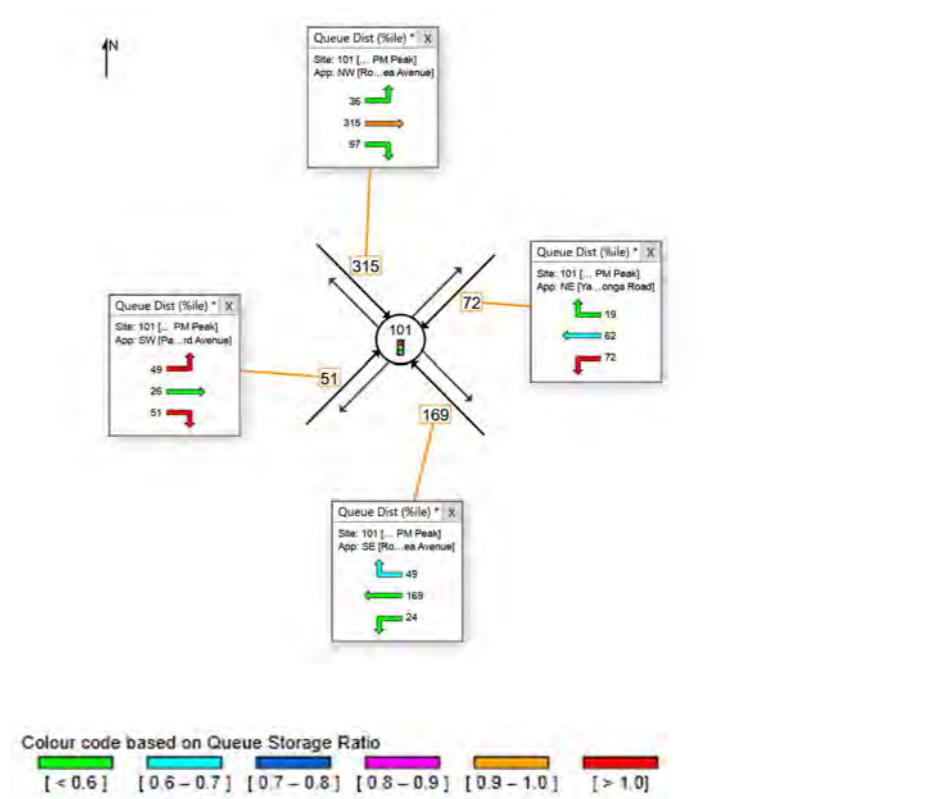 N
Queue Dist (%ile) * X
Site: 101 [... PM Peak]
App: NW [Ro...ea Avenue]
36
315
97
315
Queue Dist (%ile) * X
Site: 101 [... PM Peak]
App: NE [Ya...onga Road]
19
62
72
72
101
Queue Dist (%ile) * X
Site: 101 [... PM Peak]
App: SW [Pa...rd Avenue]
49
26
51
51
169
Queue Dist (%ile) * X
Site: 101 [... PM Peak]
App: SE [Ro...ea Avenue]
49
169
24
Colour code based on Queue Storage Ratio
[ < 0.6 ] [ 0.6 – 0.7 ] [ 0.7 – 0.8 ] [ 0.8 – 0.9 ] [ 0.9 – 1.0 ] [ > 1.0]